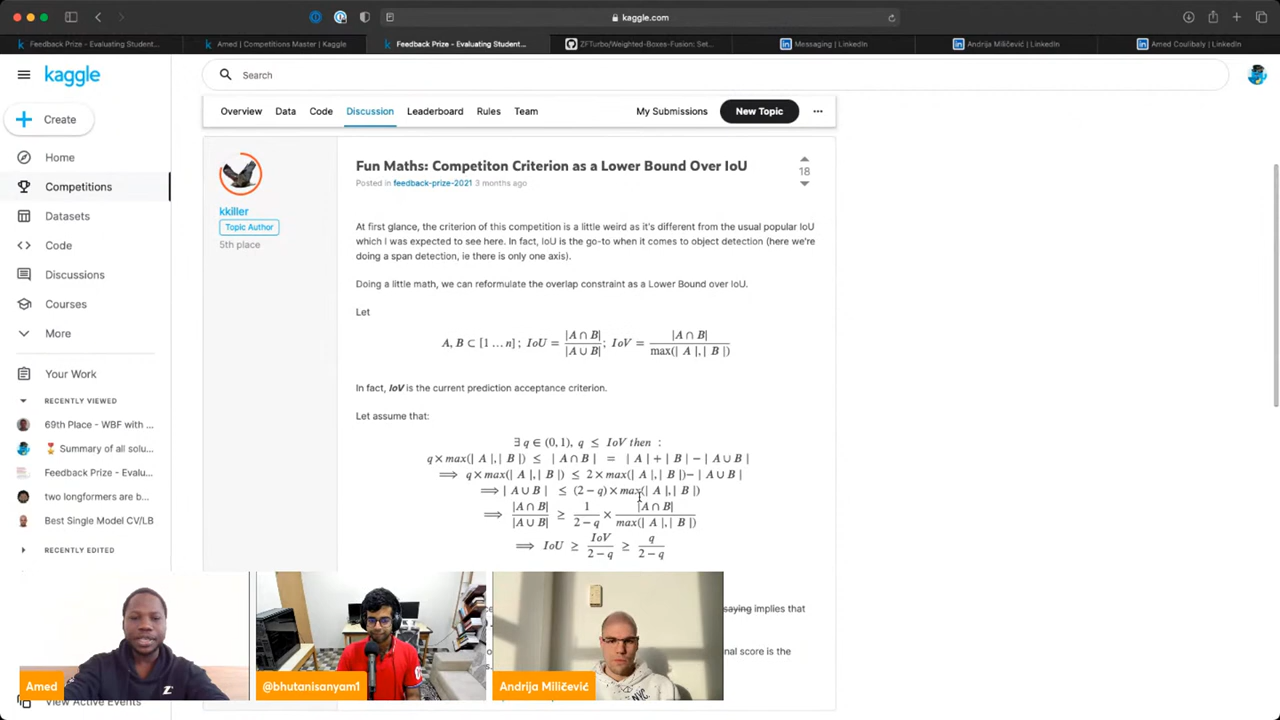 kaggle.com
Feedback Prize - Evaluating Student...
Amed | Competitions Master | Kaggle
Feedback Prize - Evaluating Student...
ZFTurbo/Weighted-Boxes-Fusion: Set...
Messaging | LinkedIn
Andrija Miličević | LinkedIn
Amed Coulibaly | LinkedIn
kaggle
Search
Create
Home
Competitions
Datasets
Code
Discussions
Courses
More
Your Work
RECENTLY VIEWED
69th Place - WBF with ...
Summary of all solu...
Feedback Prize - Evalu...
two longformers are b...
Best Single Model CV/LB
RECENTLY EDITED
View Active Events
Overview Data Code Discussion Leaderboard Rules Team My Submissions New Topic ...
kkiller
Topic Author
5th place
Fun Maths: Competiton Criterion as a Lower Bound Over IoU
18
Posted in feedback-prize-2021 3 months ago
At first glance, the criterion of this competition is a little weird as it's different from the usual popular IoU
which I was expected to see here. In fact, IoU is the go-to when it comes to object detection (here we're
doing a span detection, ie there is only one axis).
Doing a little math, we can reformulate the overlap constraint as a Lower Bound over IoU.
Let
A, B ⊂ [1 … n] ; IoU = |A ∩ B| / |A ∪ B| ; IoV = |A ∩ B| / max(| A |,| B |)
In fact, IoV is the current prediction acceptance criterion.
Let assume that:
∃ q ∈ (0, 1), q ≤ IoV then :
q × max(| A |,| B |) ≤ | A ∩ B | = | A | + | B | − | A ∪ B |
⟹ q × max(| A |,| B |) ≤ 2 × max(| A |,| B |)− | A ∪ B |
⟹ | A ∪ B | ≤ (2 − q) × max(| A |,| B |)
⟹ |A ∩ B| / |A ∪ B| ≥ 1 / (2 − q) × |A ∩ B| / max(| A |,| B |)
⟹ IoU ≥ IoV / (2 − q) ≥ q / (2 − q)
saying implies that
nal score is the
Amed
@bhutanisanyam1
Andrija Miličević